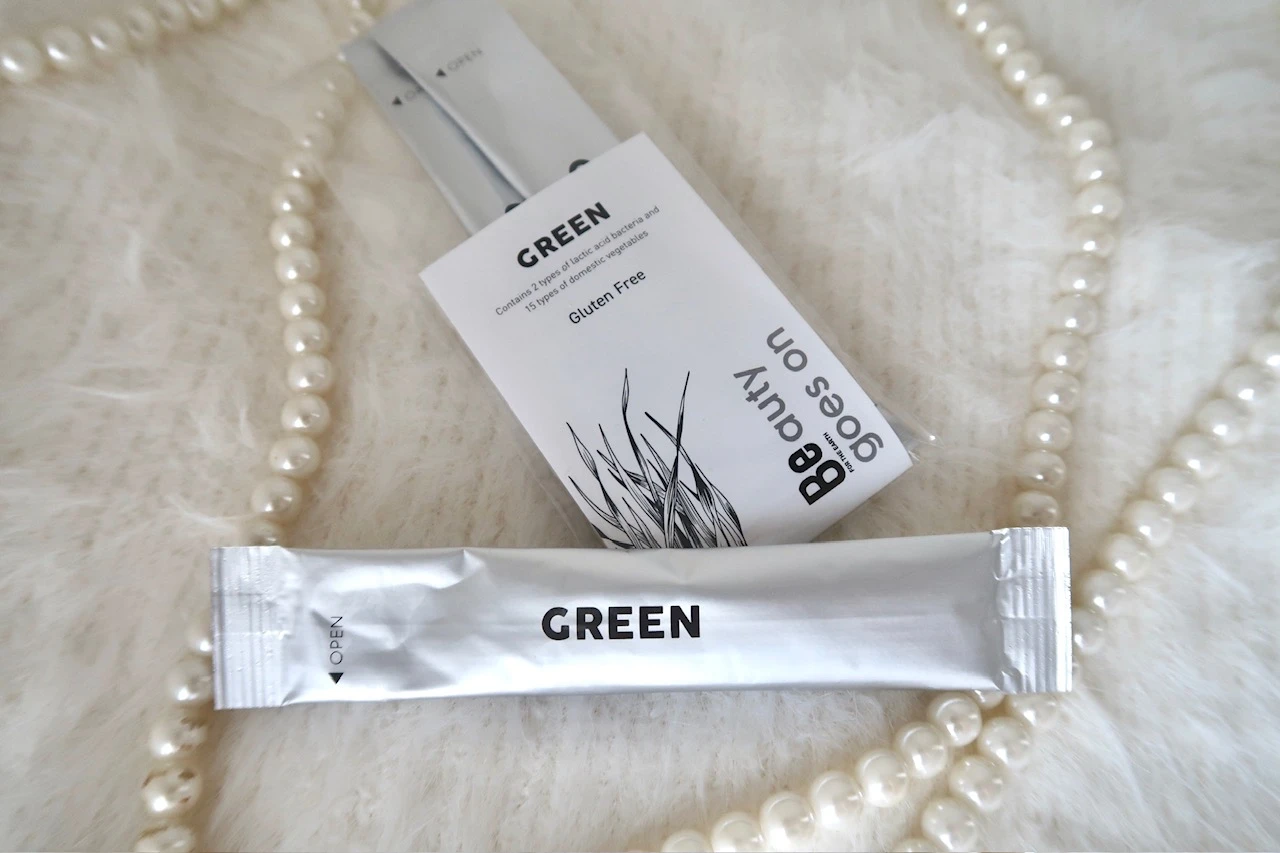 OPEN
GREEN
Contains 2 types of lactic acid bacteria and
15 types of domestic vegetables
Gluten Free
Beauty
FOR THE EARTH
goes on
OPEN
GREEN